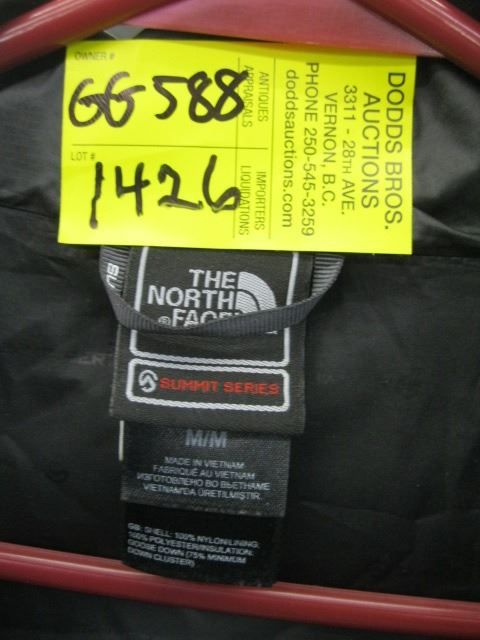 OWNER #
GG588
LOT #
1426
ANTIQUES
APPRAISALS
IMPORTERS
LIQUIDATIONS
DODDS BROS.
AUCTIONS
3311 - 28TH AVE.
VERNON, B.C.
PHONE 250-545-3259
doddsauctions.com
THE
NORTH
FACE
SUMMIT SERIES
M/M
MADE IN VIETNAM
FABRIQUÉ AU VIETNAM
ИЗГОТОВЛЕНО ВО ВЬЕТНАМЕ
VIETNAM'DA ÜRETILMIŞTIR.
GB: SHELL: 100% NYLON/LINING:
100% POLYESTER/INSULATION:
GOOSE DOWN (75% MINIMUM
DOWN CLUSTER)